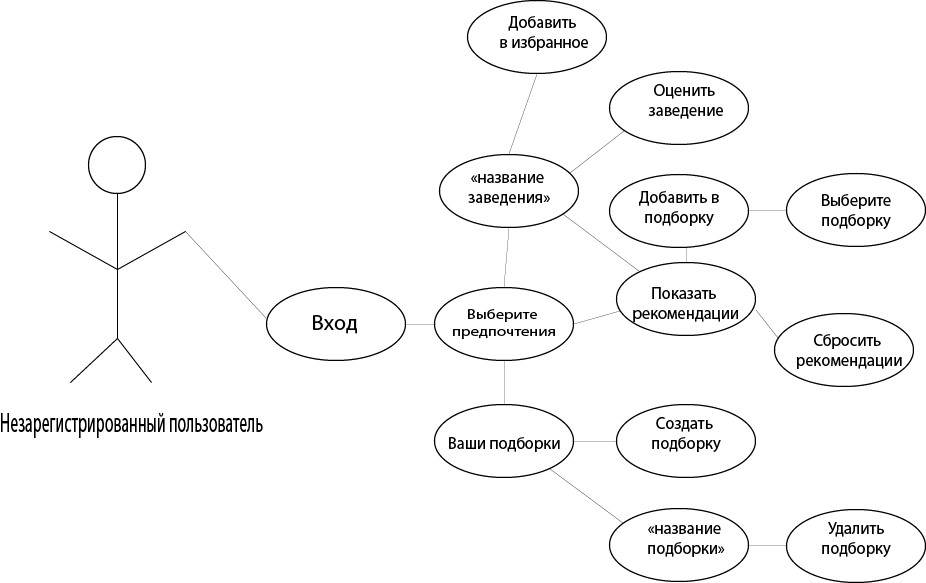 Добавить
в избранное
Оценить
заведение
«название
заведения»
Добавить в
подборку
Выберите
подборку
Вход
Выберите
предпочтения
Показать
рекомендации
Сбросить
рекомендации
Незарегистрированный пользователь
Ваши подборки
Создать
подборку
«название
подборки»
Удалить
подборку